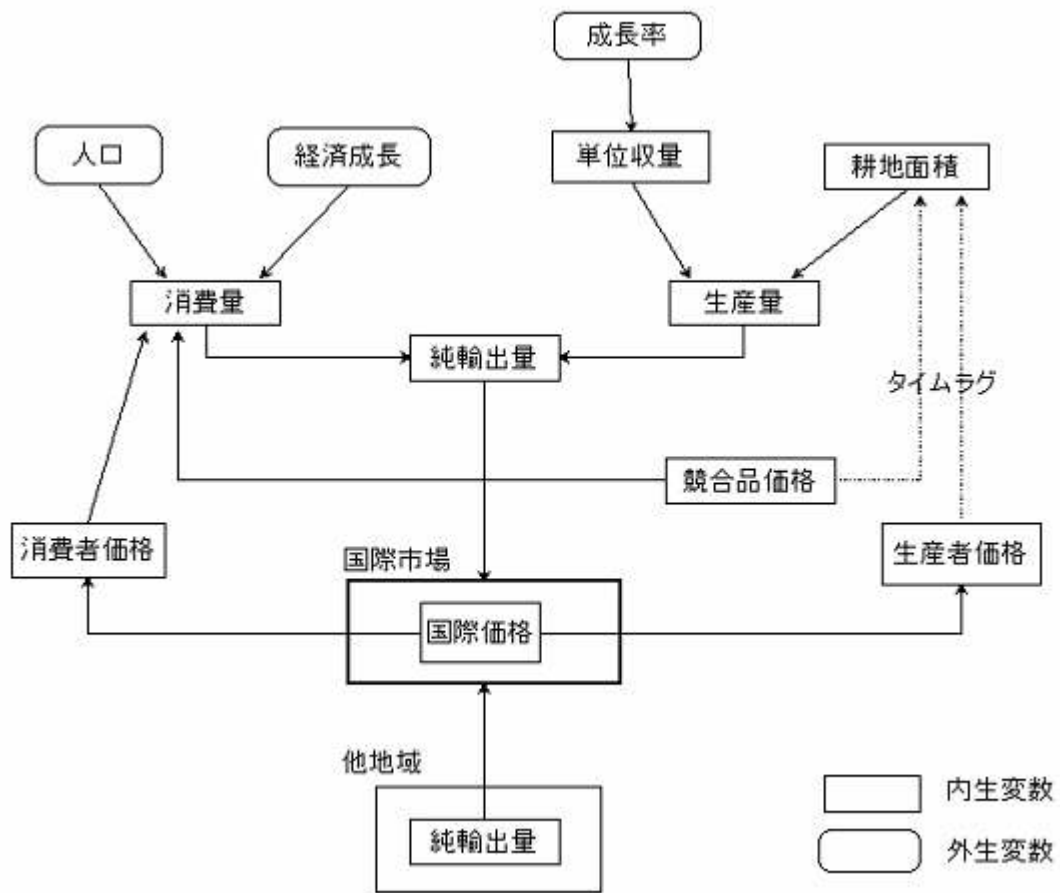 成長率
人口
経済成長
単位収量
耕地面積
消費量
生産量
純輸出量
タイムラグ
競合品価格
消費者価格
生産者価格
国際市場
国際価格
他地域
純輸出量
内生変数
外生変数